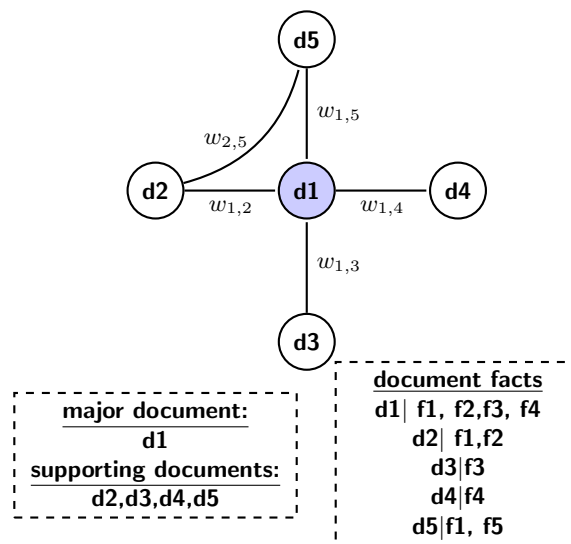 d5
w1,5
w2,5
d2
d1
d4
w1,2
w1,4
w1,3
d3
major document:
d1
supporting documents:
d2,d3,d4,d5
document facts
d1| f1, f2,f3, f4
d2| f1,f2
d3|f3
d4|f4
d5|f1, f5